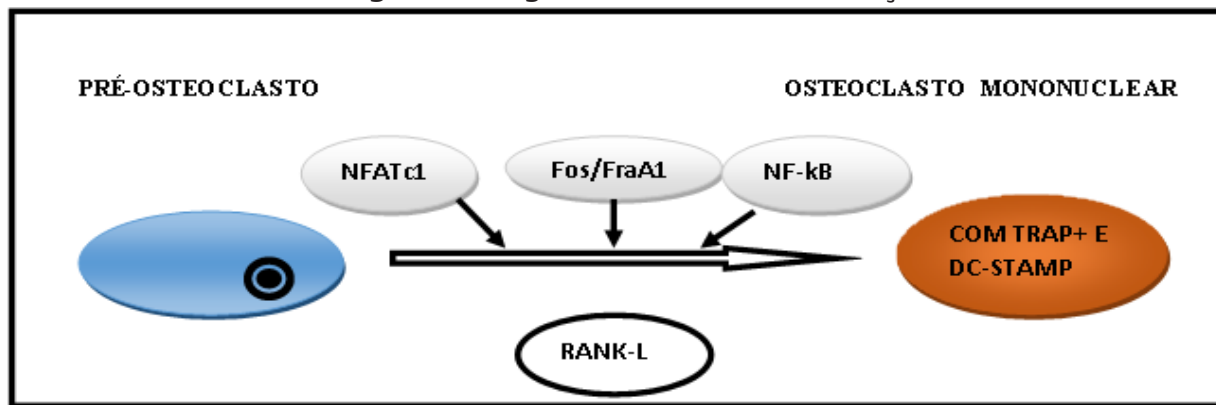 PRÉ-OSTEOCLASTO
OSTEOCLASTO MONONUCLEAR
NFATc1
Fos/FraA1
NF-kB
COM TRAP+ E
DC-STAMP
RANK-L